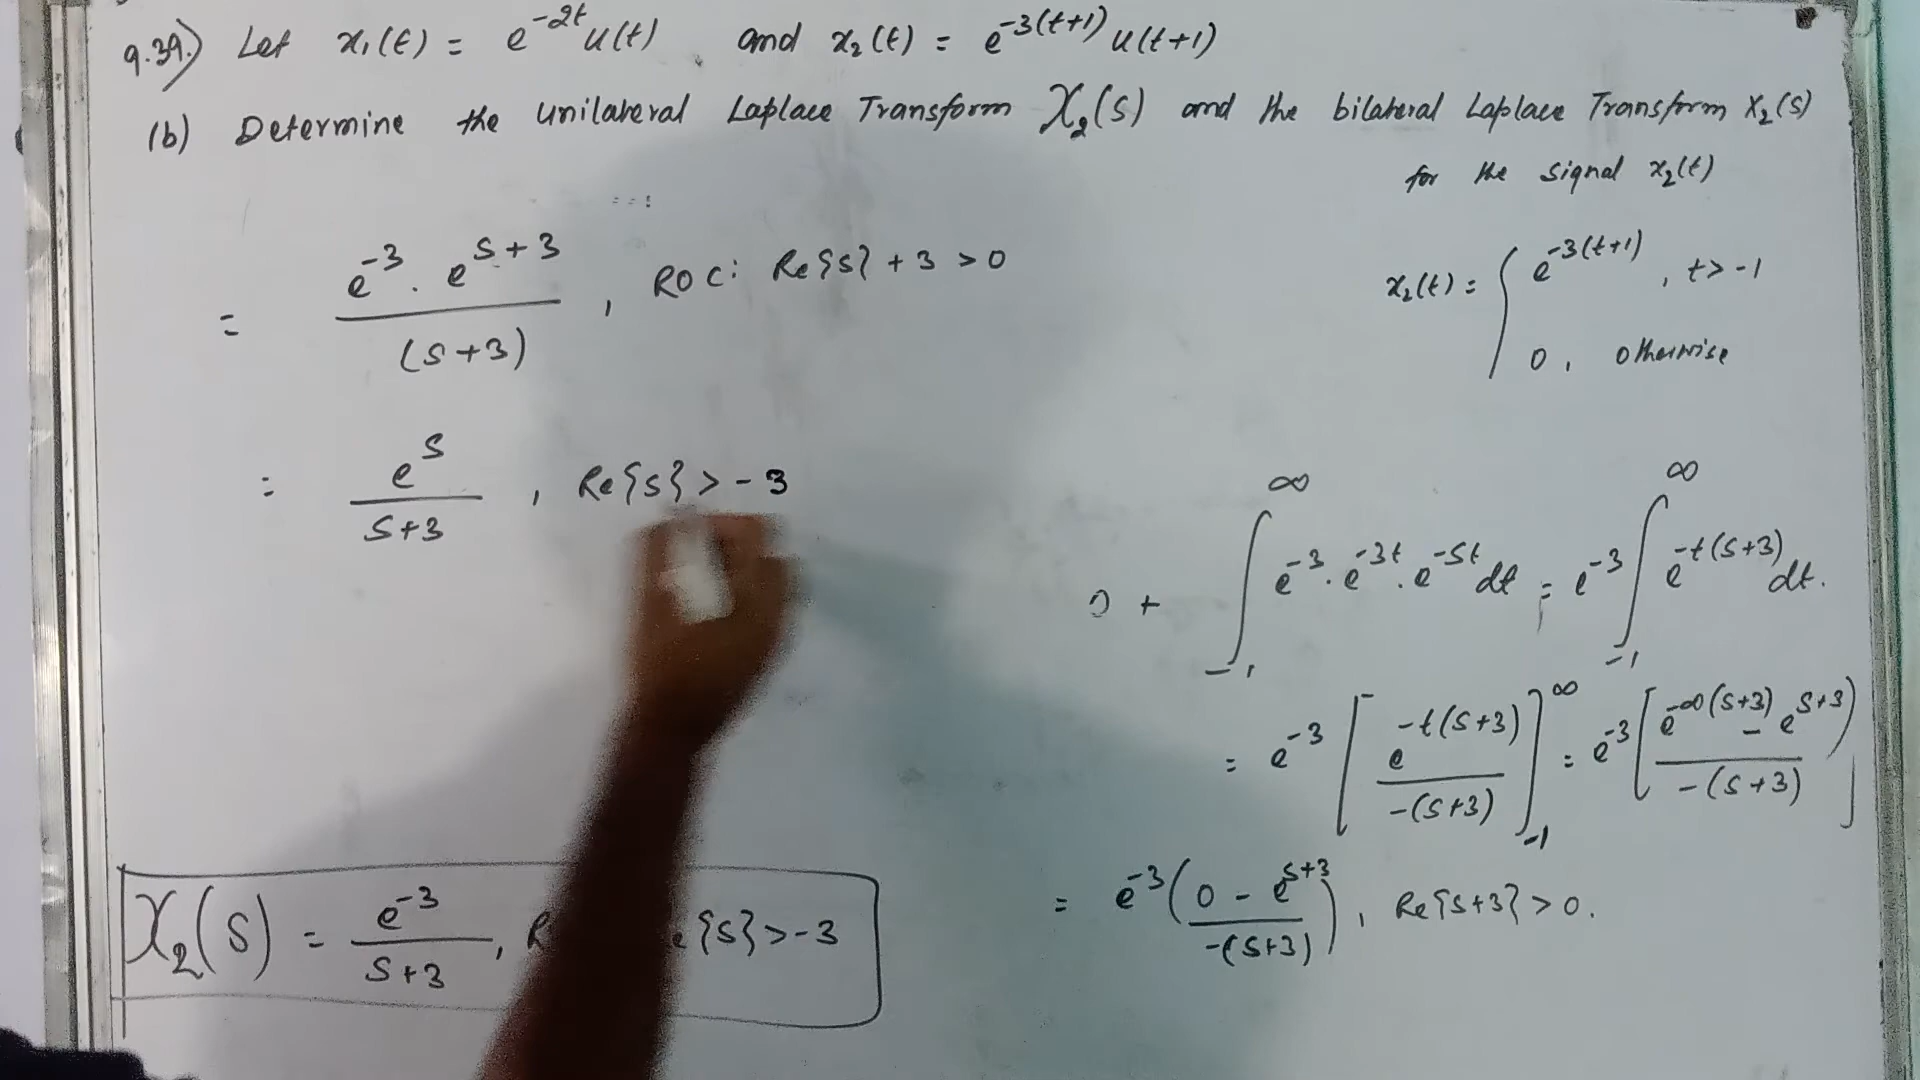 9.39.) Let x₁(t) = e^{-2t} u(t) and x₂(t) = e^{-3(t+1)} u(t+1)
(b) Determine the unilateral Laplace Transform 𝒳₂(s) and the bilateral Laplace Transform X₂(s)
for the signal x₂(t)
= e^{-3} . e^{s+3} / (s+3) , ROC: Re{s} + 3 > 0
x₂(t) = { e^{-3(t+1)} , t > -1
0 , otherwise
= e^{s} / s+3 , Re{s} > -3
0 + ∫_{-1}^{∞} e^{-3} . e^{-3t} . e^{-st} dt = e^{-3} ∫_{-1}^{∞} e^{-t(s+3)} dt.
= e^{-3} [ e^{-t(s+3)} / -(s+3) ]_{-1}^{∞} = e^{-3} [ e^{-∞(s+3)} - e^{s+3} / -(s+3) ]
= e^{-3} ( 0 - e^{s+3} / -(s+3) ) , Re{s+3} > 0.
𝒳₂(s) = e^{-3} / s+3 , R e{s} > -3